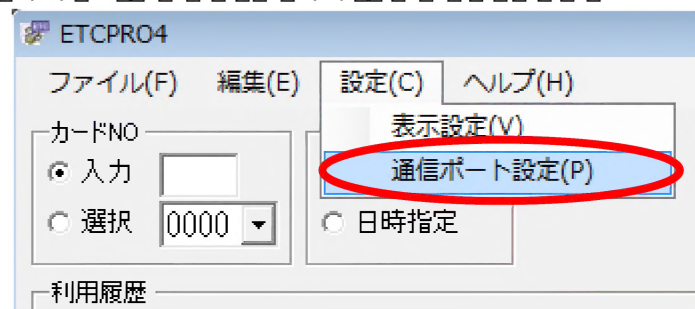 ETCPRO4
ファイル(F) 編集(E) 設定(C) ヘルプ(H)
表示設定(V)
通信ポート設定(P)
カードNO
入力
選択 0000
日時指定
利用履歴